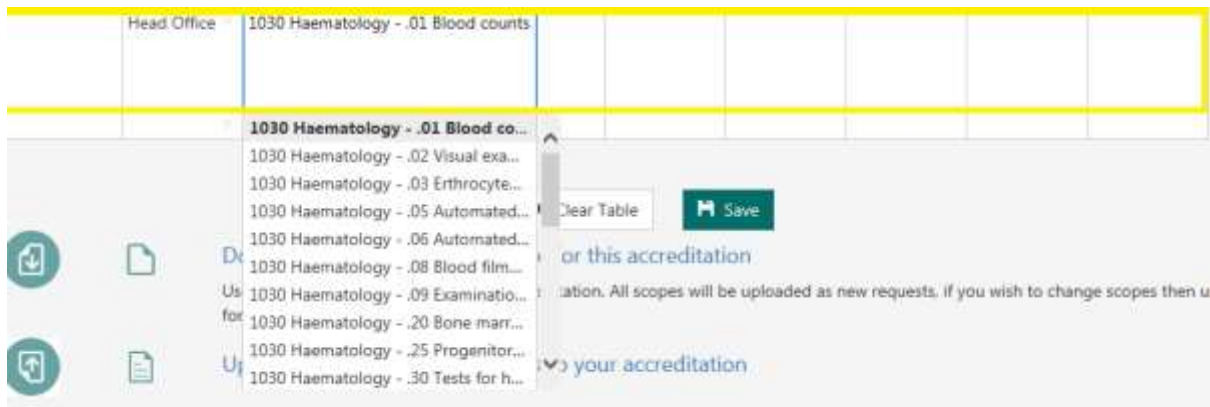 Head Office 1030 Haematology - .01 Blood counts
1030 Haematology - .01 Blood co...
1030 Haematology - .02 Visual exa...
1030 Haematology - .03 Erthrocyte...
1030 Haematology - .05 Automated...
1030 Haematology - .06 Automated...
1030 Haematology - .08 Blood film...
1030 Haematology - .09 Examinatio...
1030 Haematology - .20 Bone marr...
1030 Haematology - .25 Progenitor...
1030 Haematology - .30 Tests for h...
Clear Table Save
or this accreditation
ation. All scopes will be uploaded as new requests, if you wish to change scopes then u
for
your accreditation